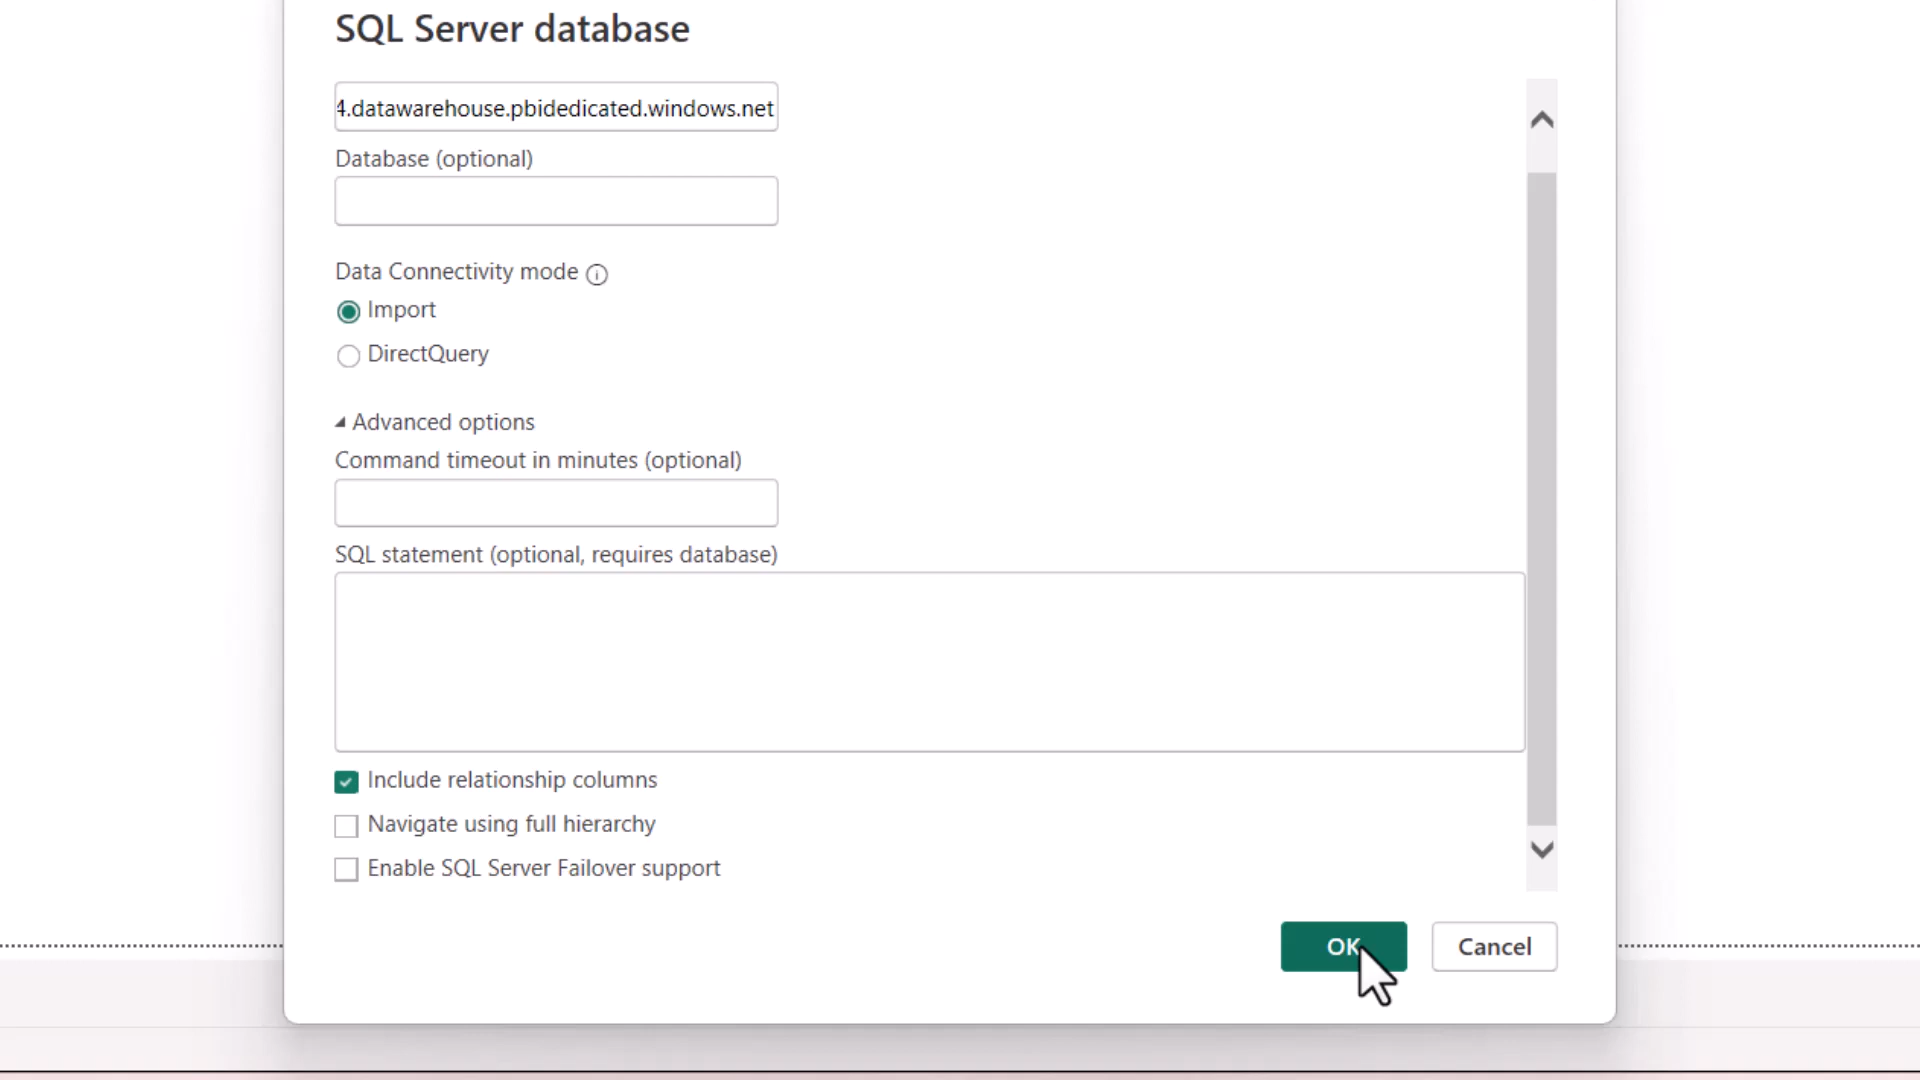 SQL Server database
4.datawarehouse.pbidedicated.windows.net
Database (optional)
Data Connectivity mode
Import
DirectQuery
Advanced options
Command timeout in minutes (optional)
SQL statement (optional, requires database)
Include relationship columns
Navigate using full hierarchy
Enable SQL Server Failover support
OK
Cancel